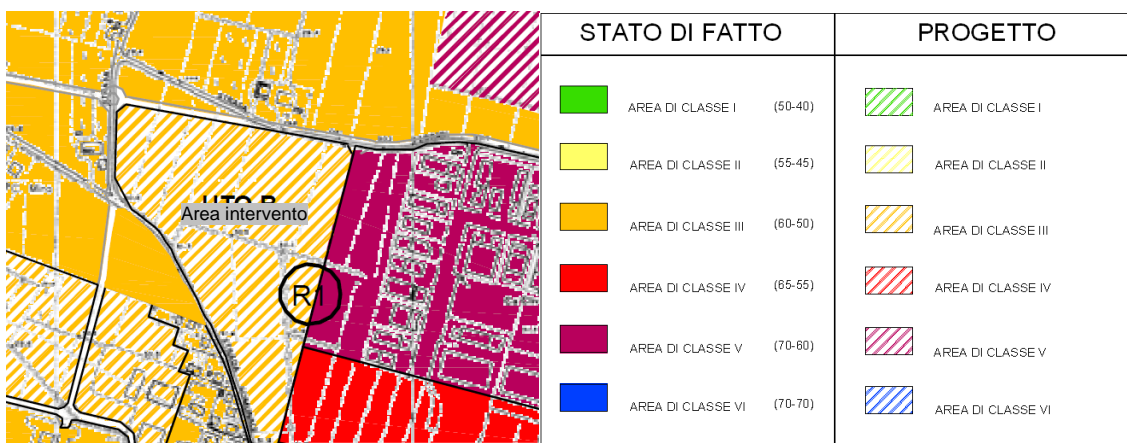 STATO DI FATTO PROGETTO
AREA DI CLASSE I (50-40) AREA DI CLASSE I
AREA DI CLASSE II (55-45) AREA DI CLASSE II
AREA DI CLASSE III (60-50) AREA DI CLASSE III
AREA DI CLASSE IV (65-55) AREA DI CLASSE IV
AREA DI CLASSE V (70-60) AREA DI CLASSE V
AREA DI CLASSE VI (70-70) AREA DI CLASSE VI
Area intervento
R1